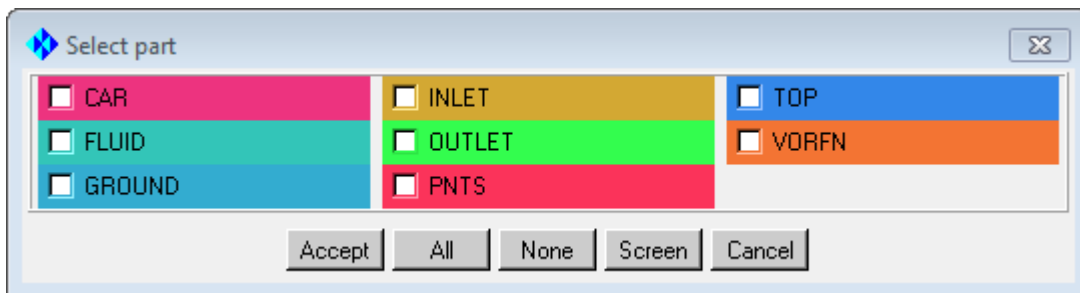 Select part
CAR INLET TOP
FLUID OUTLET VORFN
GROUND PNTS
Accept All None Screen Cancel